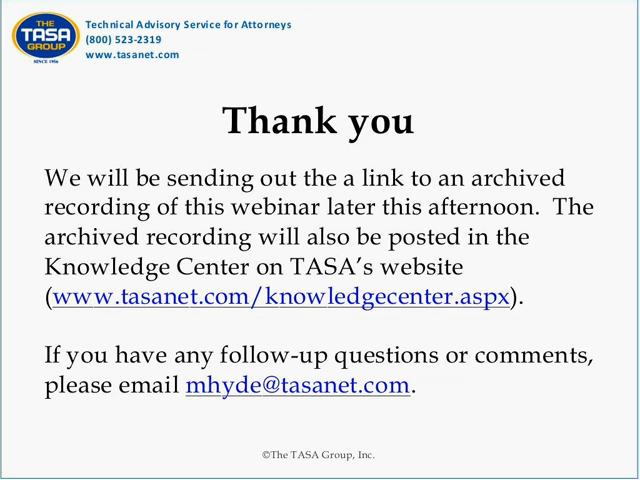 THE
TASA
GROUP
SINCE 1956
Technical Advisory Service for Attorneys
(800) 523-2319
www.tasanet.com
Thank you
We will be sending out the a link to an archived
recording of this webinar later this afternoon.  The
archived recording will also be posted in the
Knowledge Center on TASA’s website
(www.tasanet.com/knowledgecenter.aspx).
If you have any follow-up questions or comments,
please email mhyde@tasanet.com.
©The TASA Group, Inc.